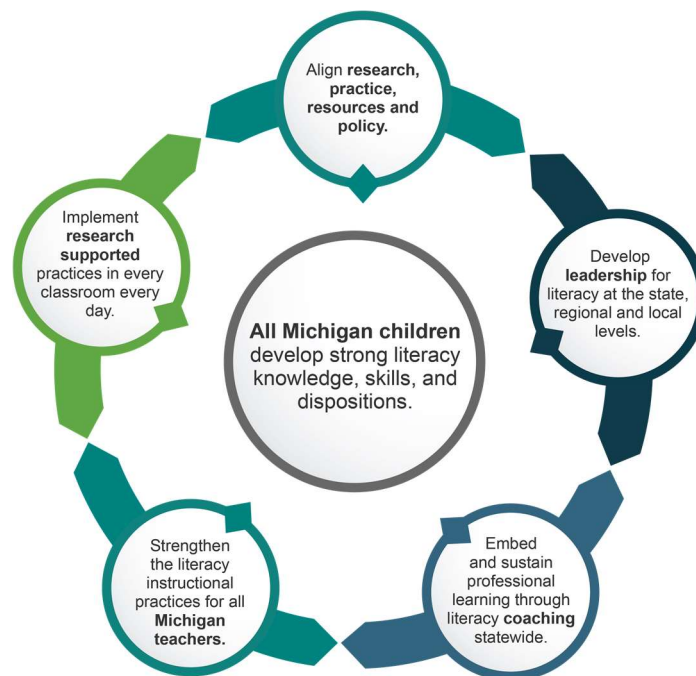 Align research,
practice,
resources and
policy.
Develop
leadership for
literacy at the state,
regional and local
levels.
Embed
and sustain
professional
learning through
literacy coaching
statewide.
Strengthen
the literacy
instructional
practices for all
Michigan
teachers.
Implement
research
supported
practices in every
classroom every
day.
All Michigan children
develop strong literacy
knowledge, skills, and
dispositions.